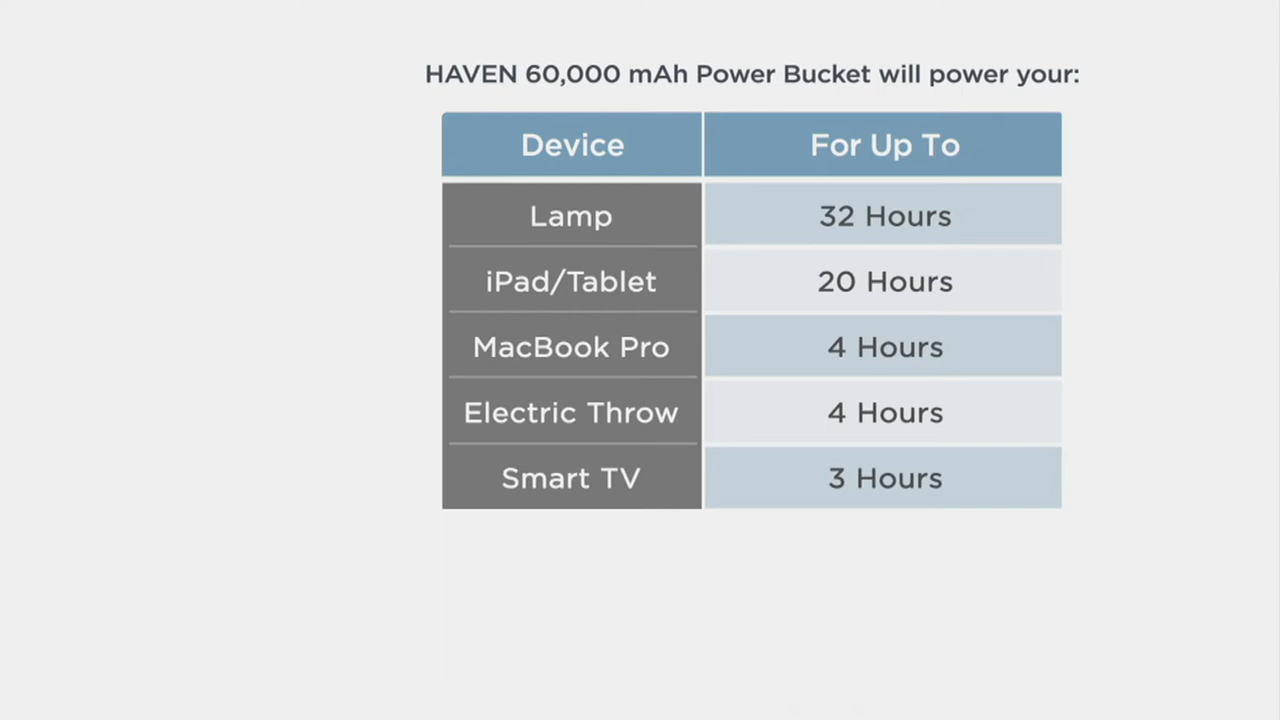 HAVEN 60,000 mAh Power Bucket will power your:
Device For Up To
Lamp 32 Hours
iPad/Tablet 20 Hours
MacBook Pro 4 Hours
Electric Throw 4 Hours
Smart TV 3 Hours